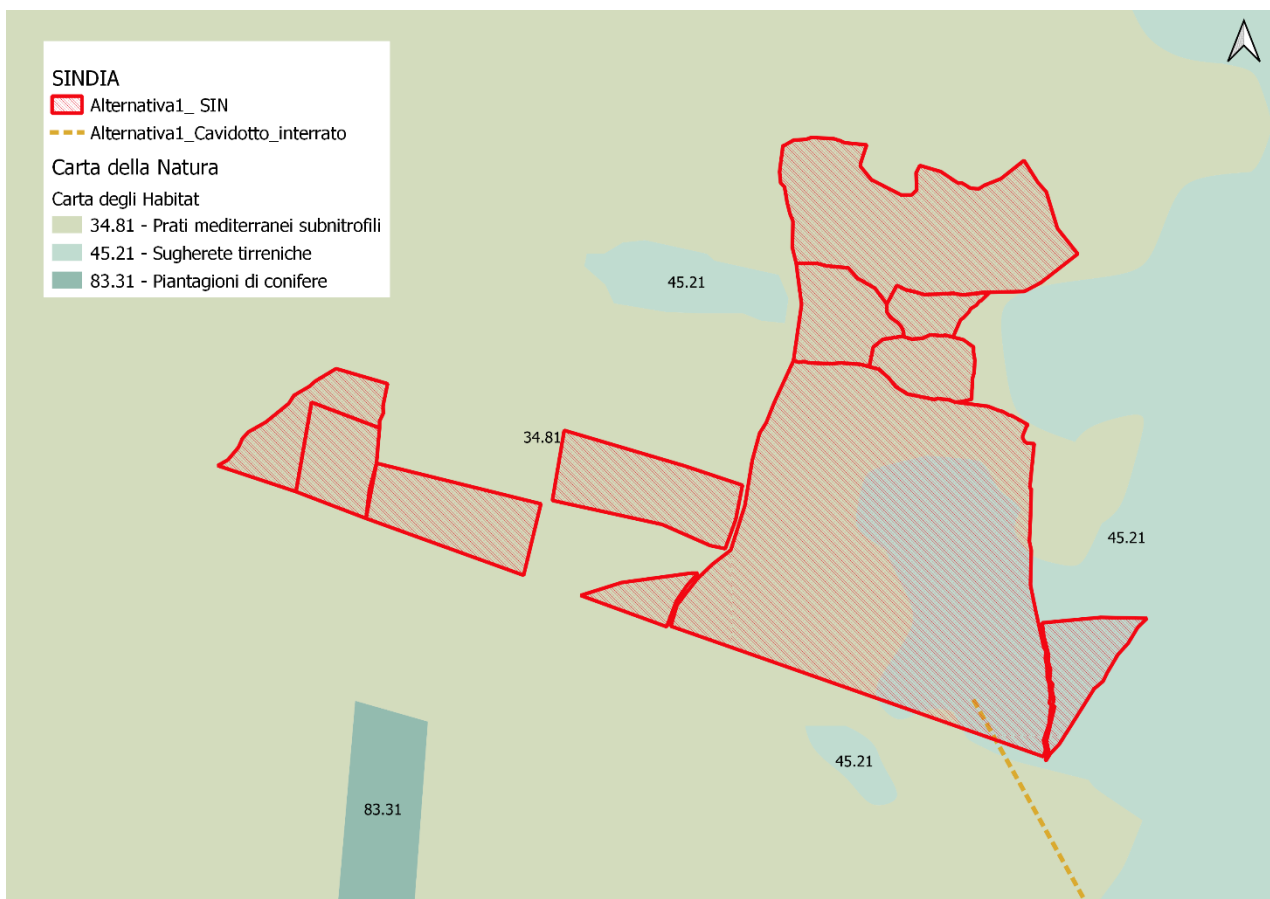 SINDIA
Alternativa1_ SIN
Alternativa1_Cavidotto_interrato
Carta della Natura
Carta degli Habitat
34.81 - Prati mediterranei subnitrofili
45.21 - Sugherete tirreniche
83.31 - Piantagioni di conifere
45.21
34.81
45.21
45.21
83.31